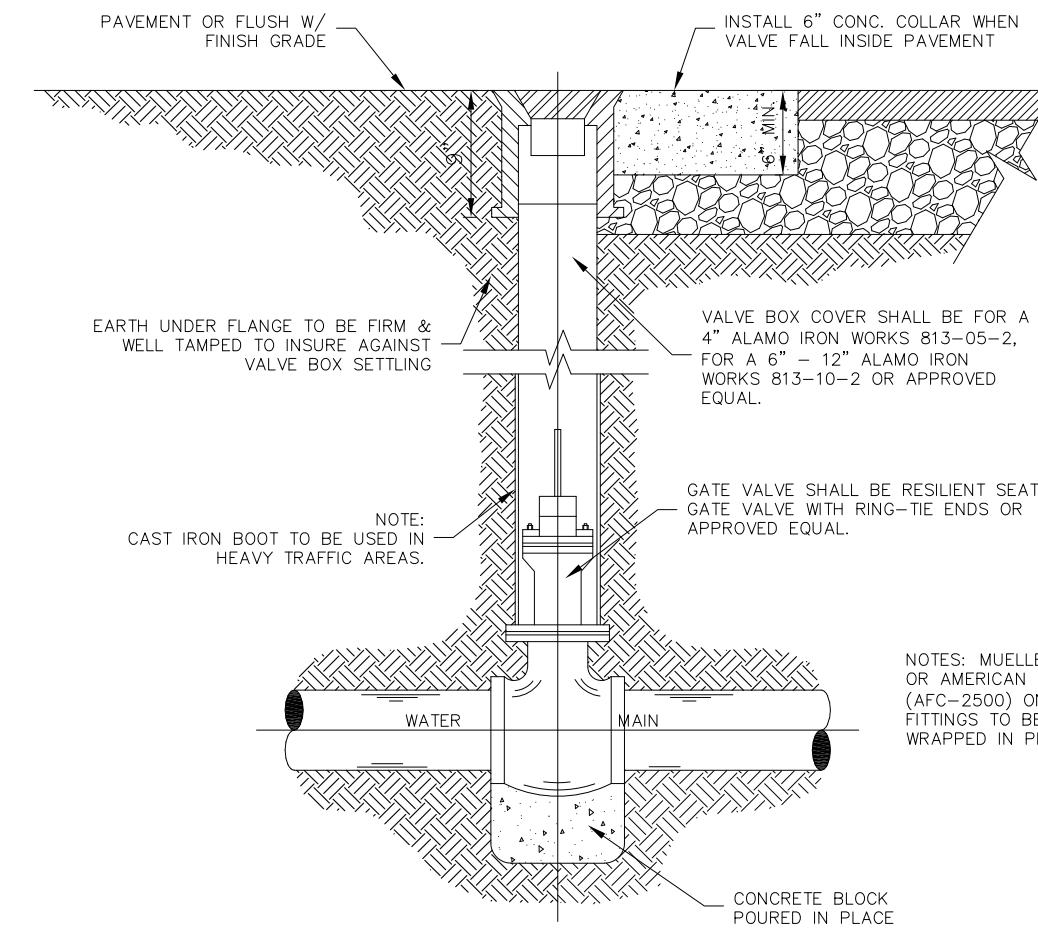 PAVEMENT OR FLUSH W/
FINISH GRADE
INSTALL 6" CONC. COLLAR WHEN
VALVE FALL INSIDE PAVEMENT
9"
6" MIN
EARTH UNDER FLANGE TO BE FIRM &
WELL TAMPED TO INSURE AGAINST
VALVE BOX SETTLING
VALVE BOX COVER SHALL BE FOR A
4" ALAMO IRON WORKS 813-05-2,
FOR A 6" - 12" ALAMO IRON
WORKS 813-10-2 OR APPROVED
EQUAL.
NOTE:
CAST IRON BOOT TO BE USED IN
HEAVY TRAFFIC AREAS.
GATE VALVE SHALL BE RESILIENT SEAT
GATE VALVE WITH RING-TIE ENDS OR
APPROVED EQUAL.
NOTES:
OR AMERICAN
(AFC-2500)
FITTINGS TO
WRAPPED IN
WATER MAIN
CONCRETE BLOCK
POURED IN PLACE